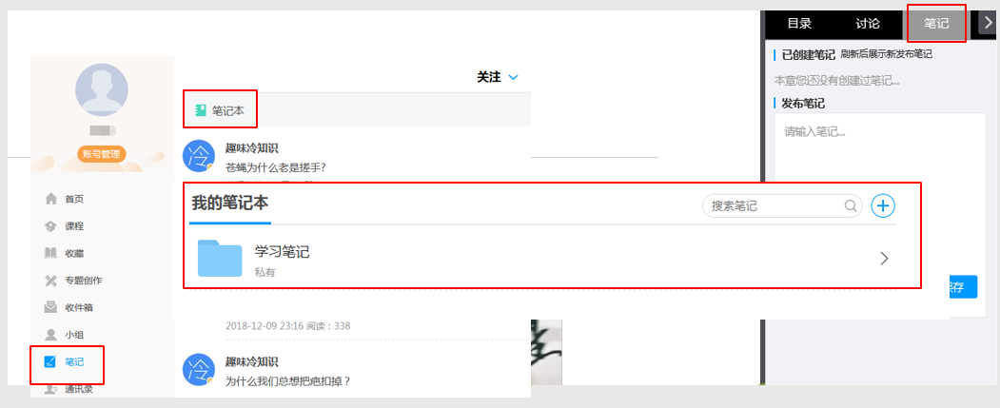 账号管理
首页
课程
收藏
专题创作
收件箱
小组
笔记
通讯录
关注
笔记本
趣味冷知识
冷
苍蝇为什么老是搓手?
我的笔记本
搜索笔记
学习笔记
私有
2018-12-09 23:16 阅读：338
趣味冷知识
冷
为什么我们总想把疤扣掉？
目录 讨论 笔记
已创建笔记 刷新后展示新发布笔记
本章您还没有创建过笔记...
发布笔记
请输入笔记...
存